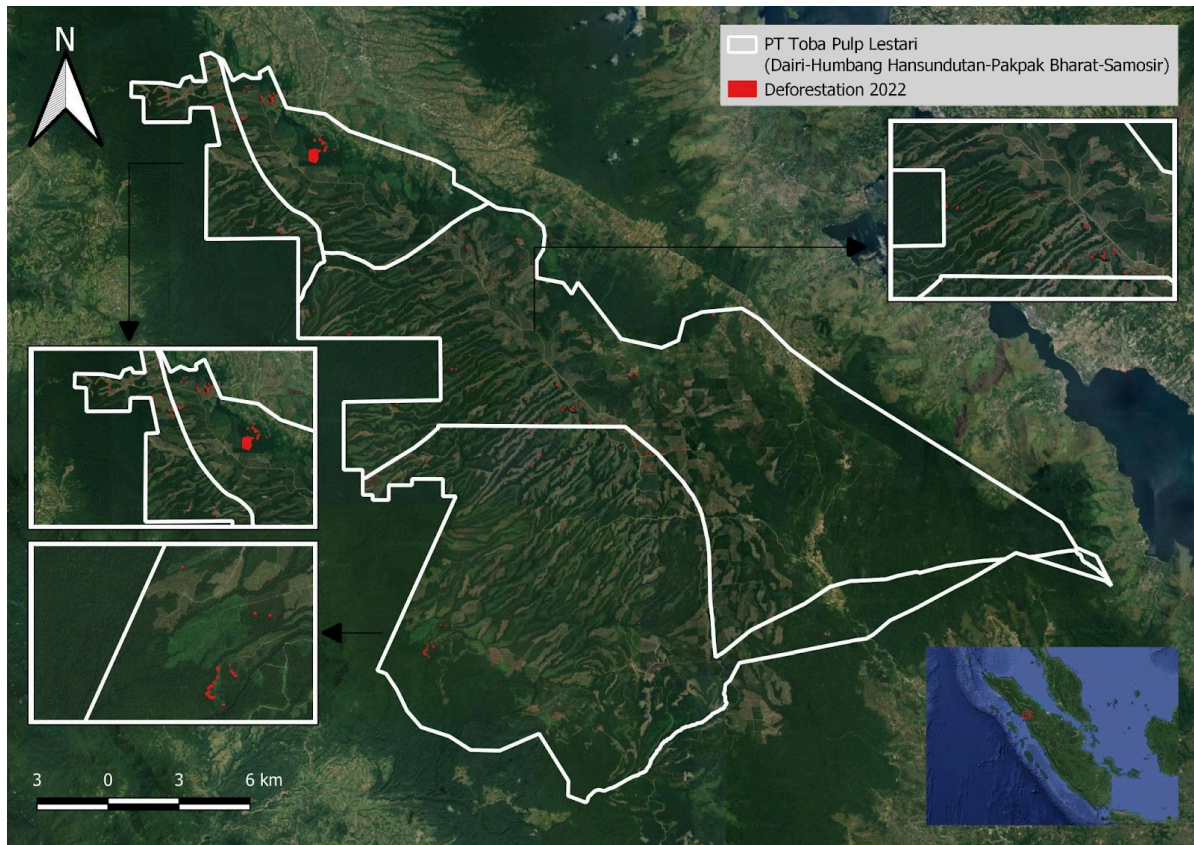 N
PT Toba Pulp Lestari
(Dairi-Humbang Hansundutan-Pakpak Bharat-Samosir)
Deforestation 2022
3 0 3 6 km